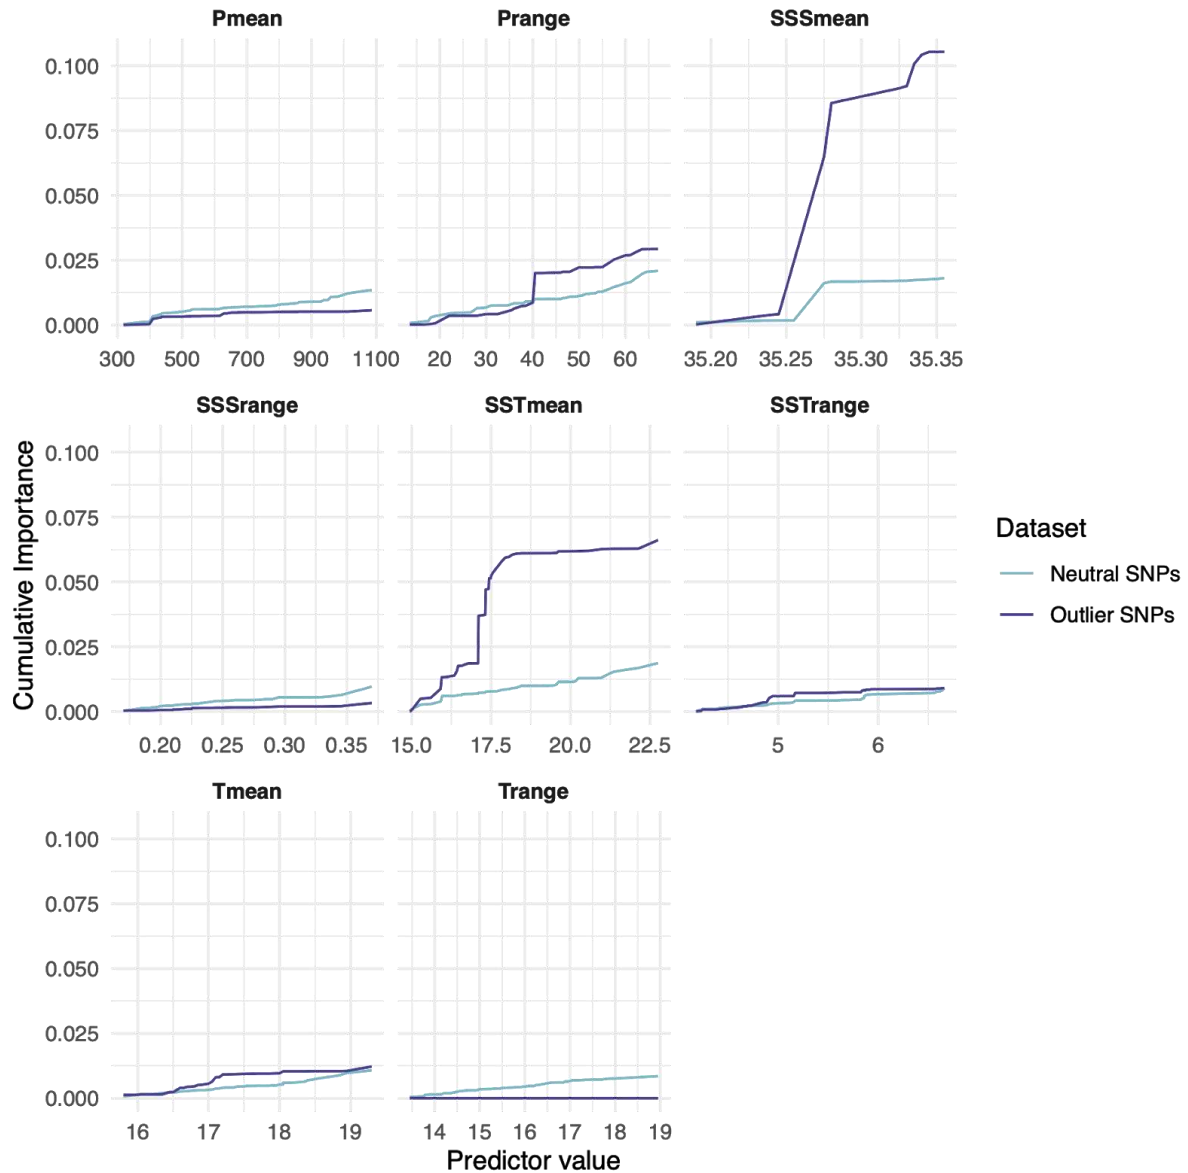 Pmean Prange SSSmean
0.100
0.075
0.050
0.025
0.000
300 500 700 900 1100 20 30 40 50 60 35.20 35.25 35.30 35.35
SSSrange SSTmean SSTrange
0.100
0.075
0.050
0.025
0.000
0.20 0.25 0.30 0.35 15.0 17.5 20.0 22.5 5 6
Tmean Trange
0.100
0.075
0.050
0.025
0.000
16 17 18 19 14 15 16 17 18 19
Cumulative Importance
Predictor value
Dataset
Neutral SNPs
Outlier SNPs